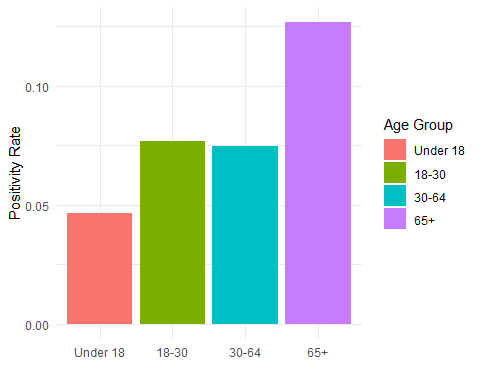 Positivity Rate
0.10
0.05
0.00
Under 18
18-30
30-64
65+
Age Group
Under 18
18-30
30-64
65+